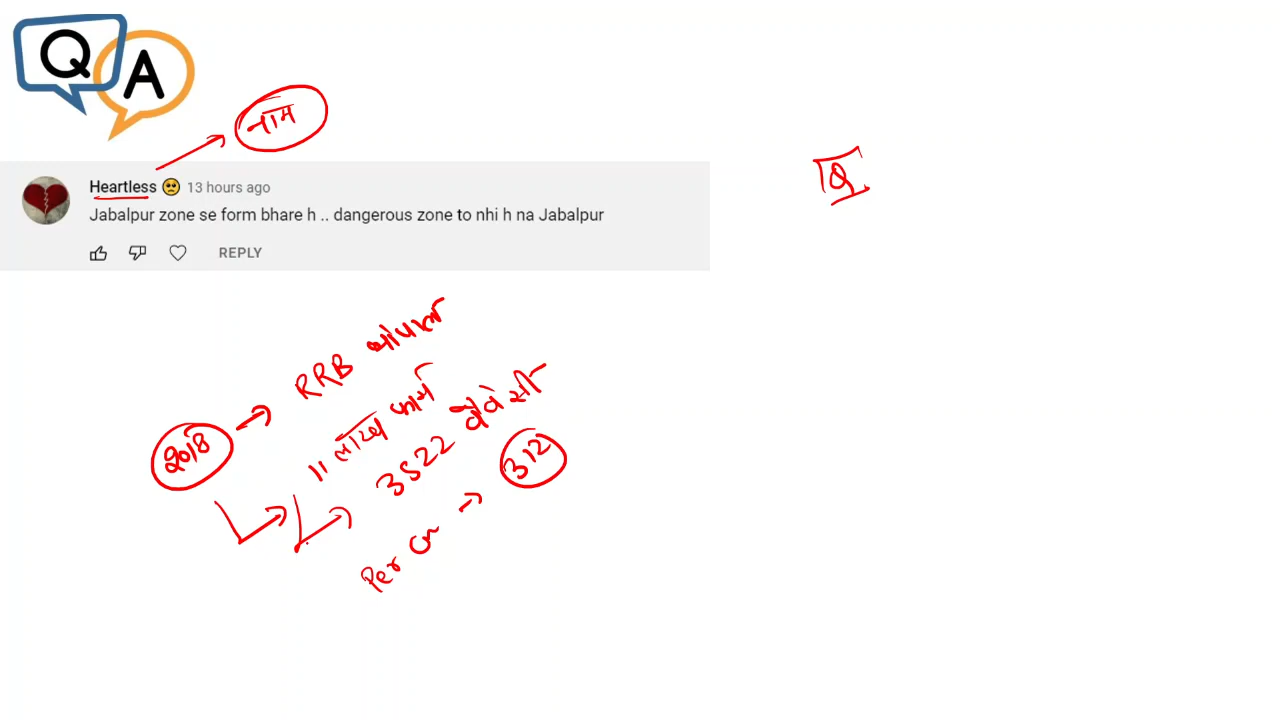 Q A
नाम
Heartless 🥺 13 hours ago
Jabalpur zone se form bhare h .. dangerous zone to nhi h na Jabalpur
REPLY
Q
2018 → RRB भोपाल
11 लाख फार्म
3522 वैकेंसी
Per → 312